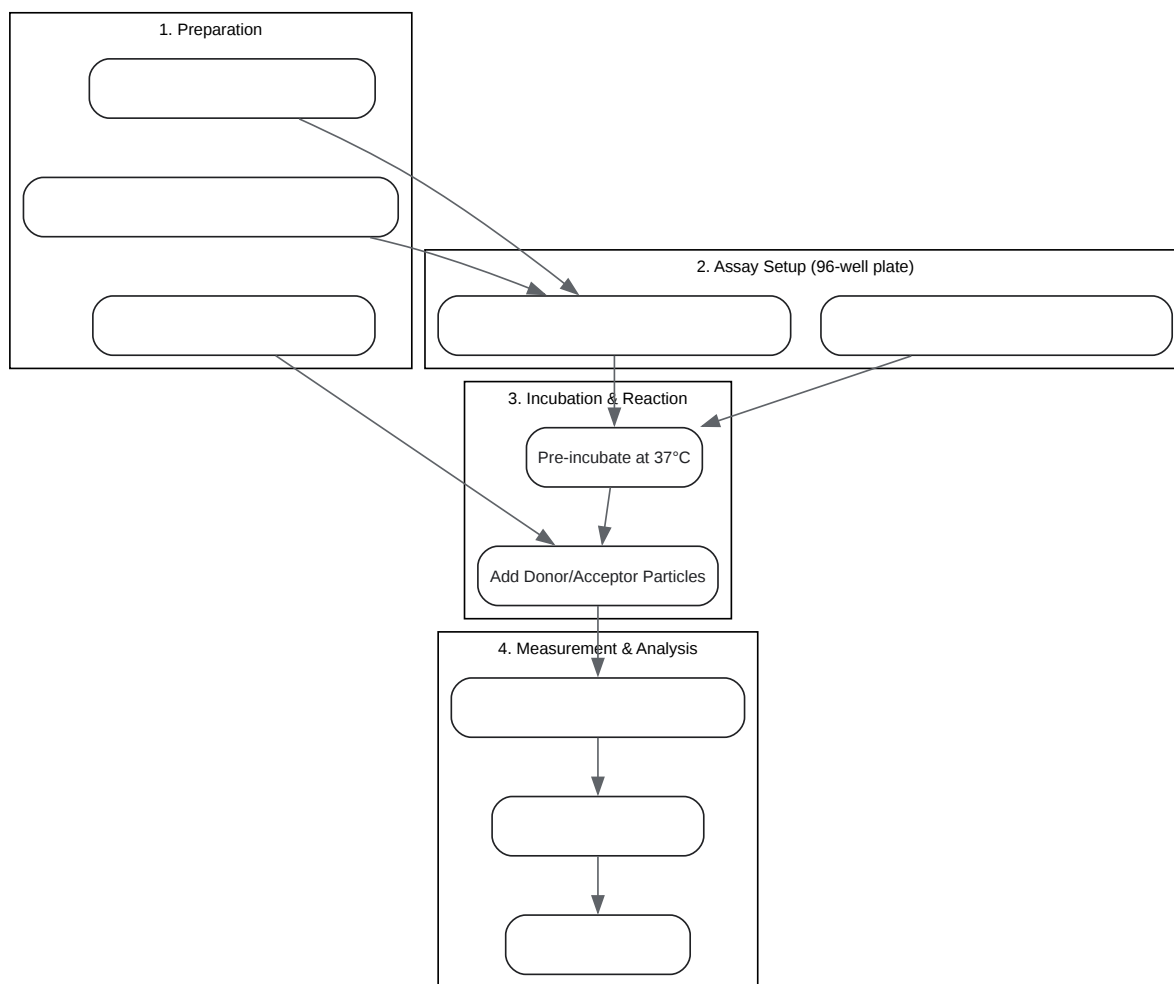 1. Preparation
2. Assay Setup (96-well plate)
3. Incubation & Reaction
Pre-incubate at 37°C
Add Donor/Acceptor Particles
4. Measurement & Analysis